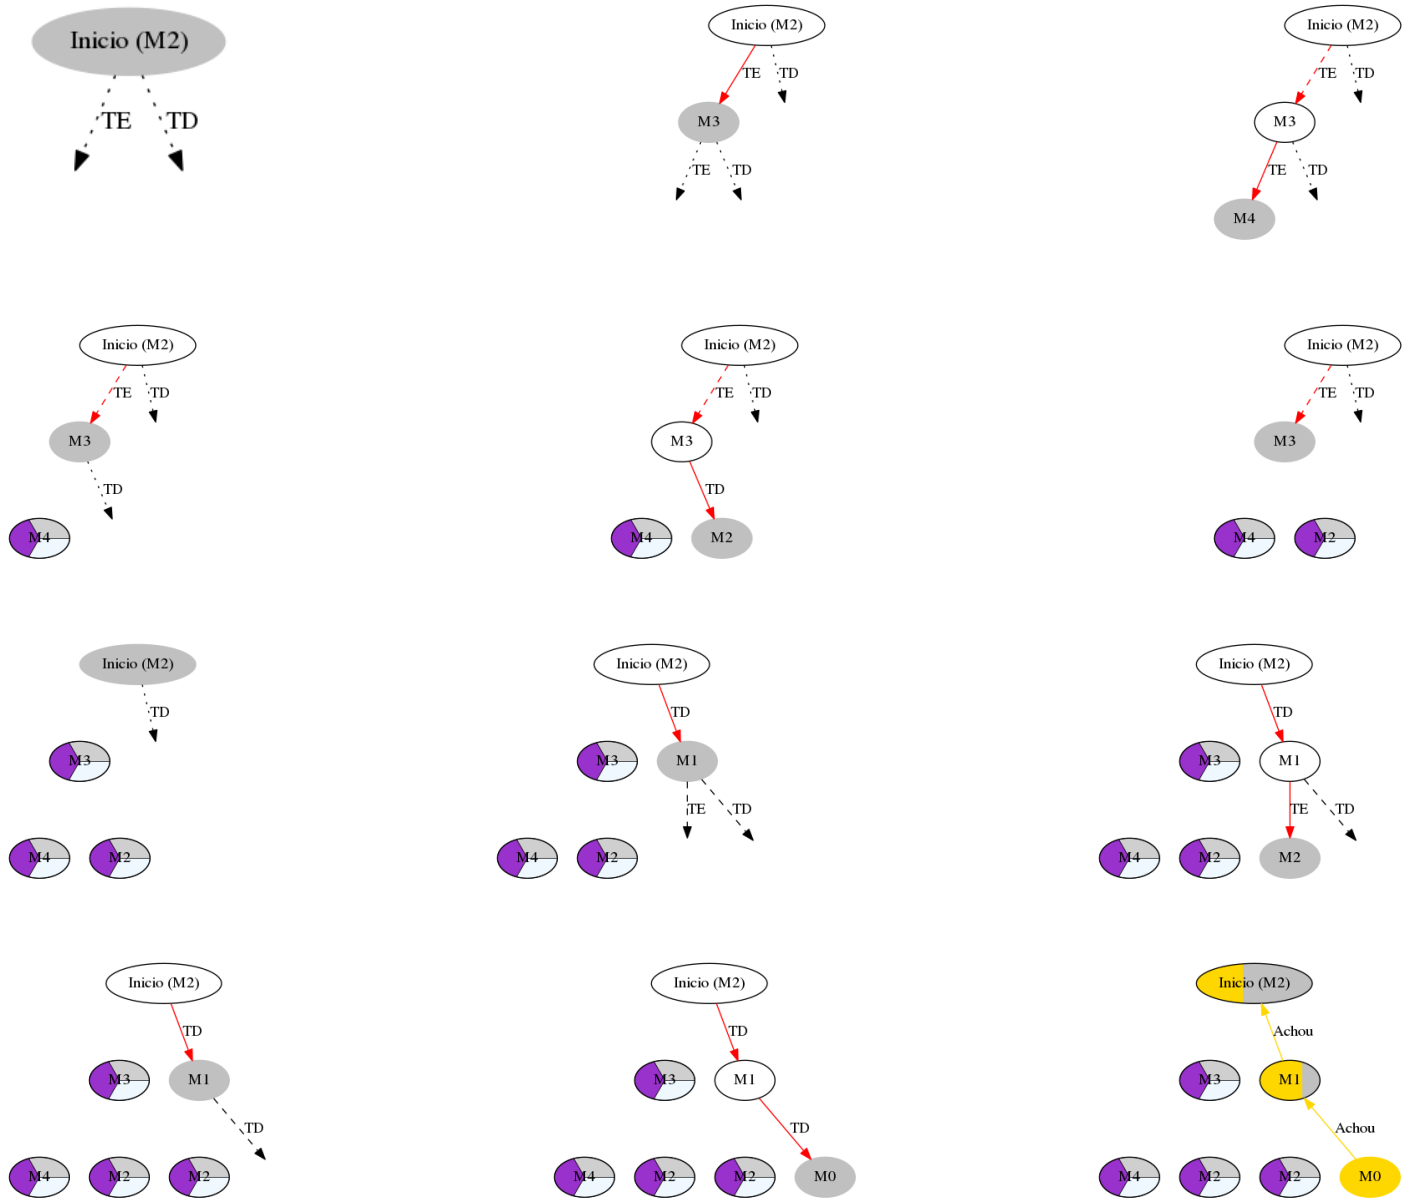 Inicio (M2)
TE TD
Inicio (M2)
TE TD
M3
TE TD
Inicio (M2)
TE TD
M3
TE TD
M4
Inicio (M2)
TE TD
M3
TD
M4
Inicio (M2)
TE TD
M3
TD
M4 M2
Inicio (M2)
TE TD
M3
M4 M2
Inicio (M2)
TD
M3
M4 M2
Inicio (M2)
TD
M3 M1
TE TD
M4 M2
Inicio (M2)
TD
M3 M1
TE TD
M4 M2 M2
Inicio (M2)
TD
M3 M1
TD
M4 M2 M2
Inicio (M2)
TD
M3 M1
TD
M4 M2 M2 M0
Inicio (M2)
Achou
M3 M1
Achou
M4 M2 M2 M0